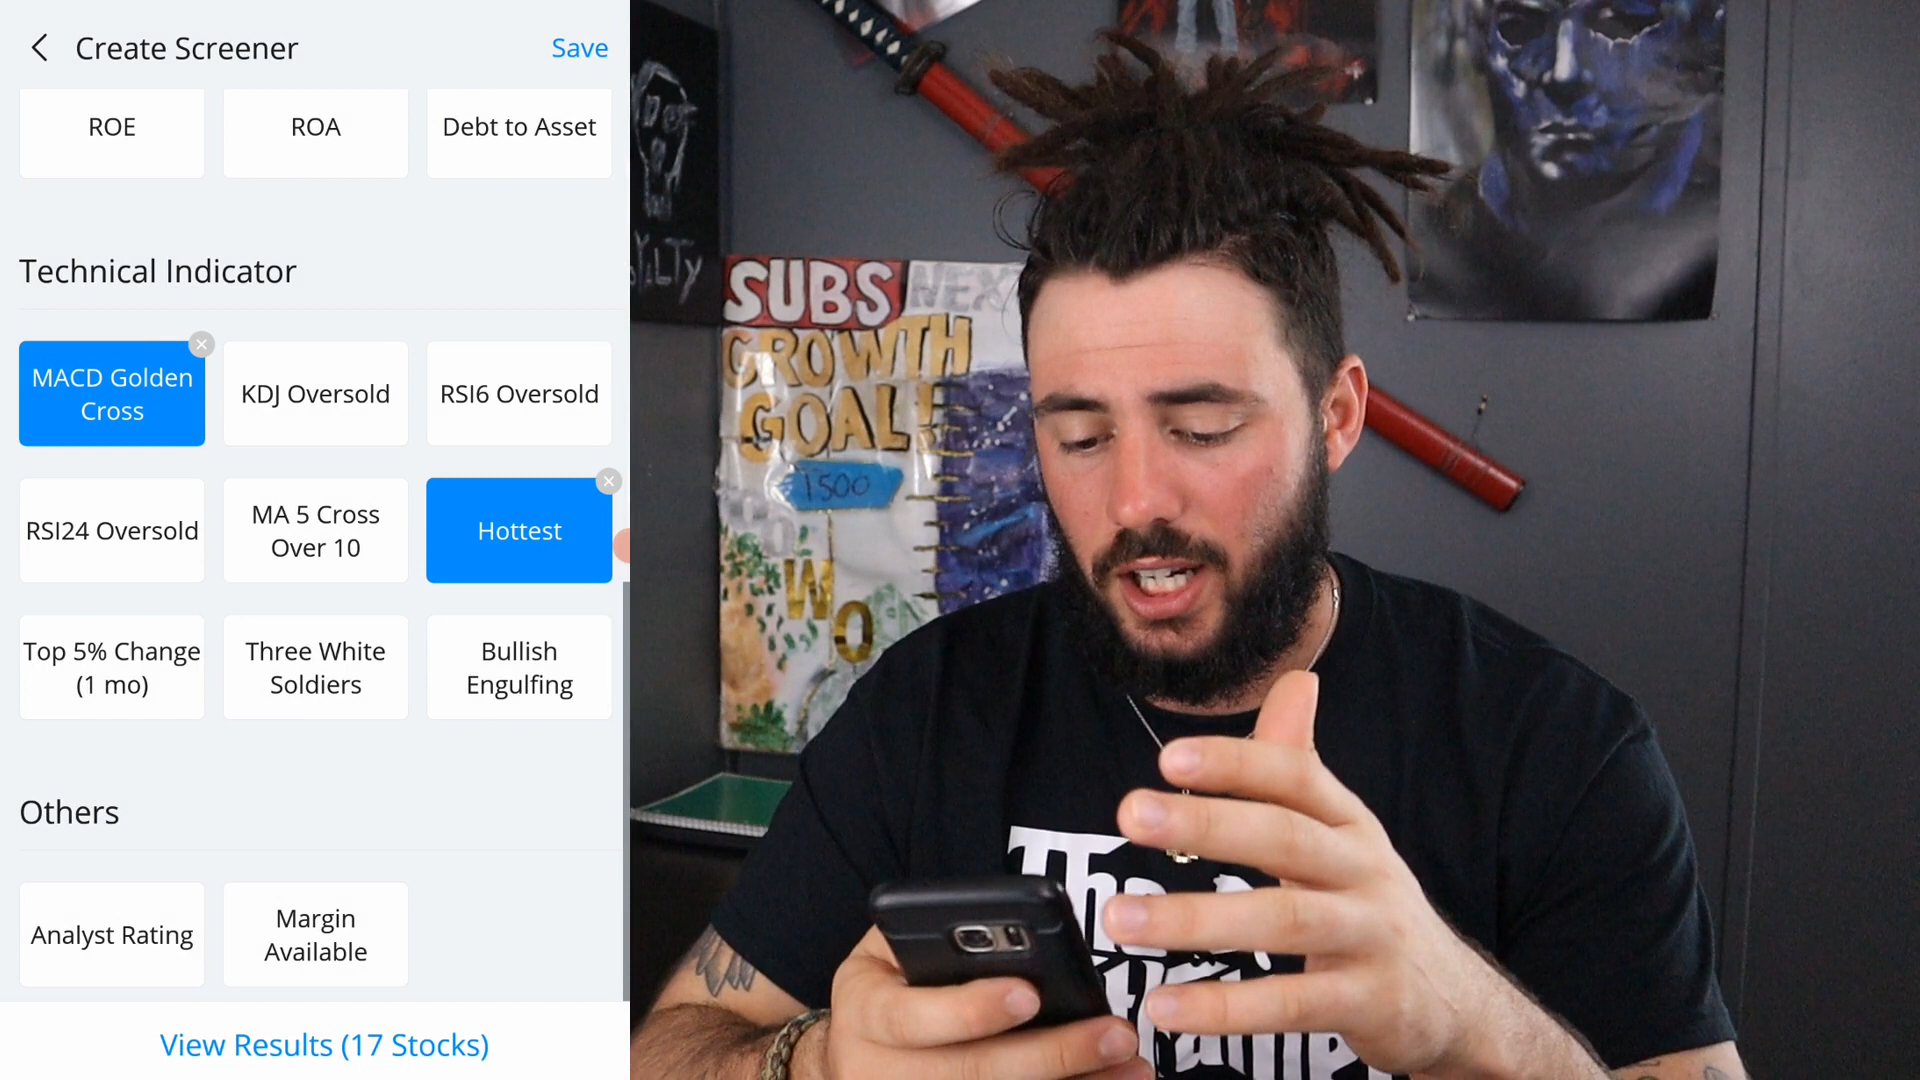 Create Screener
Save
ROE
ROA
Debt to Asset
Technical Indicator
MACD Golden
Cross
KDJ Oversold
RSI6 Oversold
RSI24 Oversold
MA 5 Cross
Over 10
Hottest
Top 5% Change
(1 mo)
Three White
Soldiers
Bullish
Engulfing
Others
Analyst Rating
Margin
Available
View Results (17 Stocks)
SUBS
GROWTH
GOAL!
1500